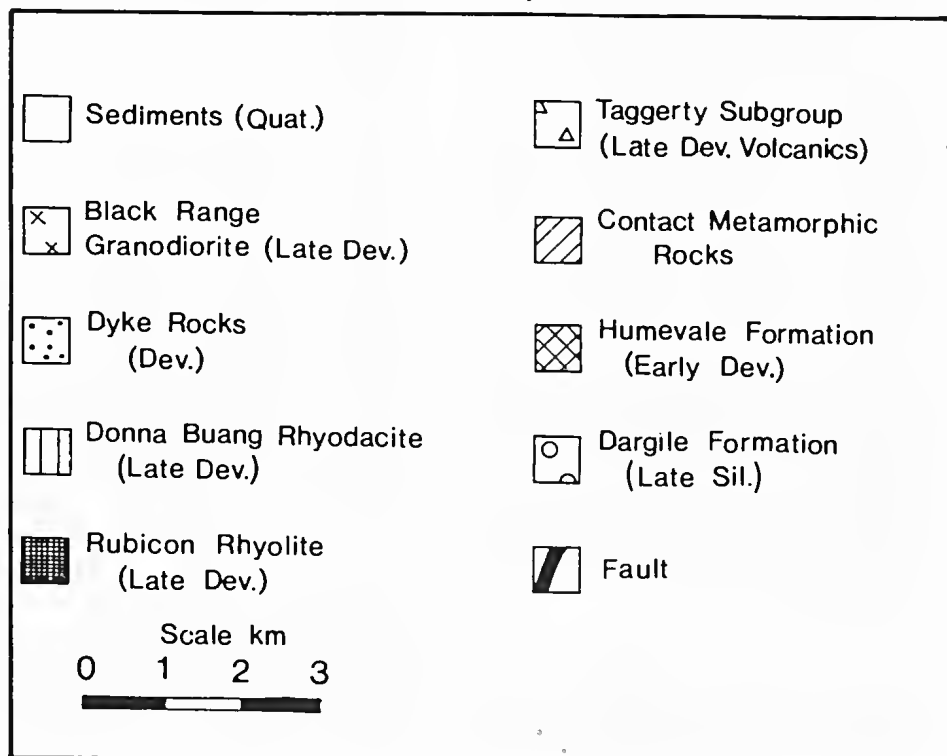 Sediments (Quat.)
Black Range
Granodiorite (Late Dev.)
Dyke Rocks
(Dev.)
Donna Buang Rhyodacite
(Late Dev.)
Rubicon Rhyolite
(Late Dev.)
Taggerty Subgroup
(Late Dev. Volcanics)
Contact Metamorphic
Rocks
Humevale Formation
(Early Dev.)
Dargile Formation
(Late Sil.)
Fault
Scale km
0 1 2 3